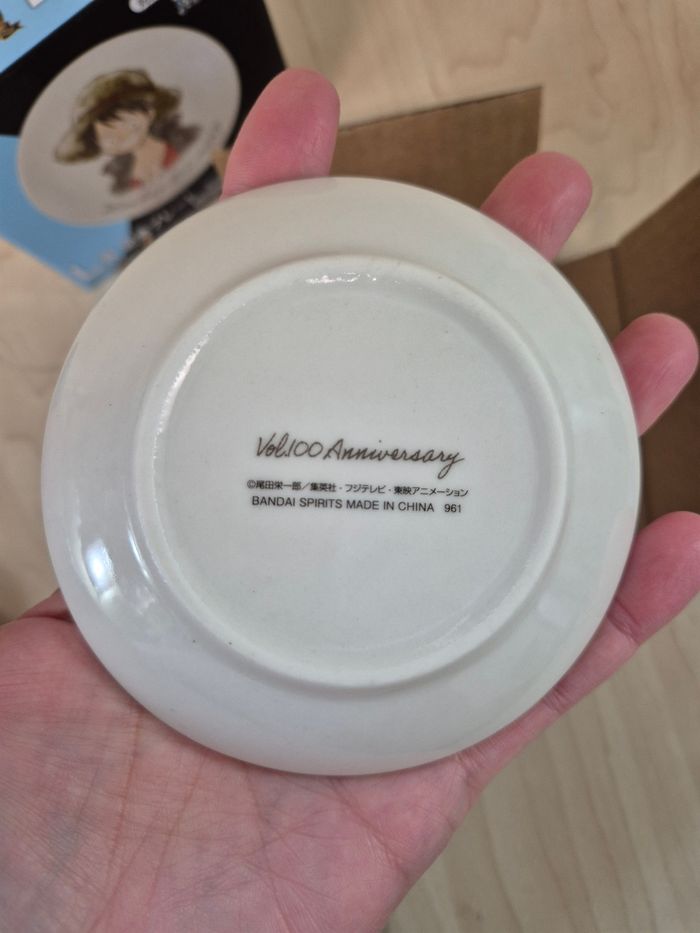 Vol.100 Anniversary
©尾田栄一郎／集英社・フジテレビ・東映アニメーション
BANDAI SPIRITS MADE IN CHINA 961